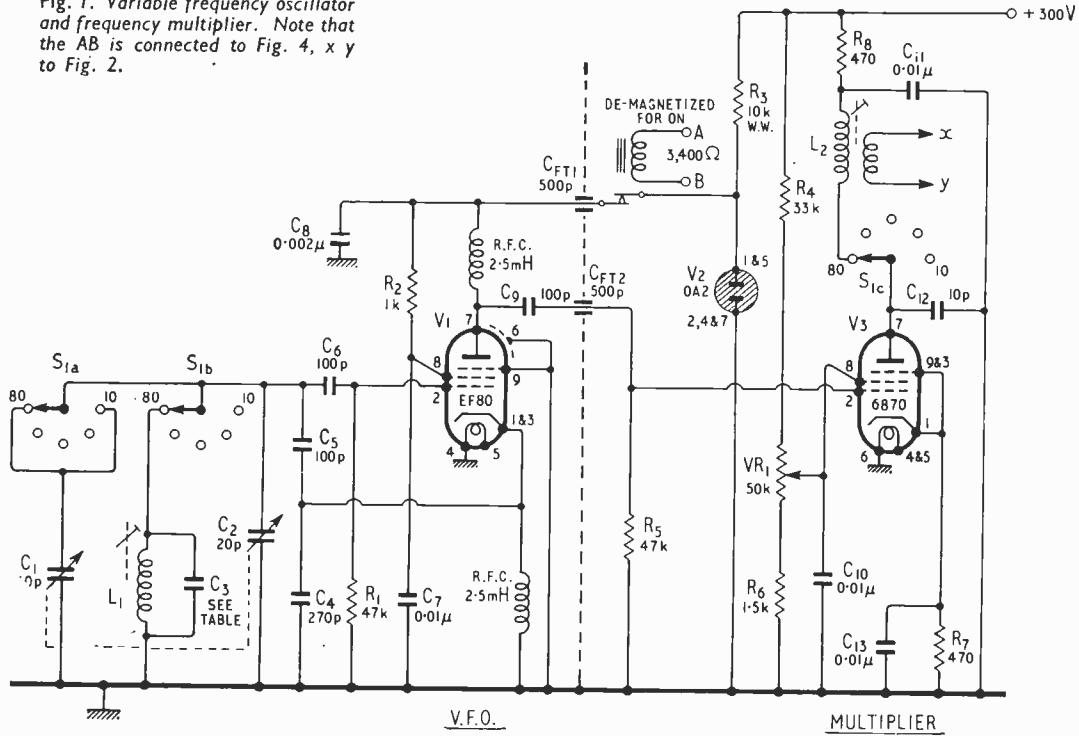 Fig. 1. Variable frequency oscillator
and frequency multiplier. Note that
the AB is connected to Fig. 4, x y
to Fig. 2.
+ 300V
R8
470
C11
0·01μ
DE-MAGNETIZED
FOR ON
A
3,400Ω
B
R3
10k
W.W.
L2
x
y
CFT1
500p
R4
33k
C8
0·002μ
R.F.C.
2·5mH
R2
1k
C9
100p
CFT2
500p
V2
0A2
1&5
2,4&7
80
10
S1c
C12
10p
V1
7
6
8
2
9
EF80
1&3
4
5
V3
7
8
2
9&3
6870
1
6
4&5
S1a
80
10
S1b
80
10
C6
100p
C5
100p
VR1
50k
C1
C2
20p
L1
C3
SEE
TABLE
C4
270p
R1
47k
C7
0·01μ
R.F.C.
2·5mH
R5
47k
R6
1·5k
C10
0·01μ
C13
0·01μ
R7
470
V.F.O.
MULTIPLIER